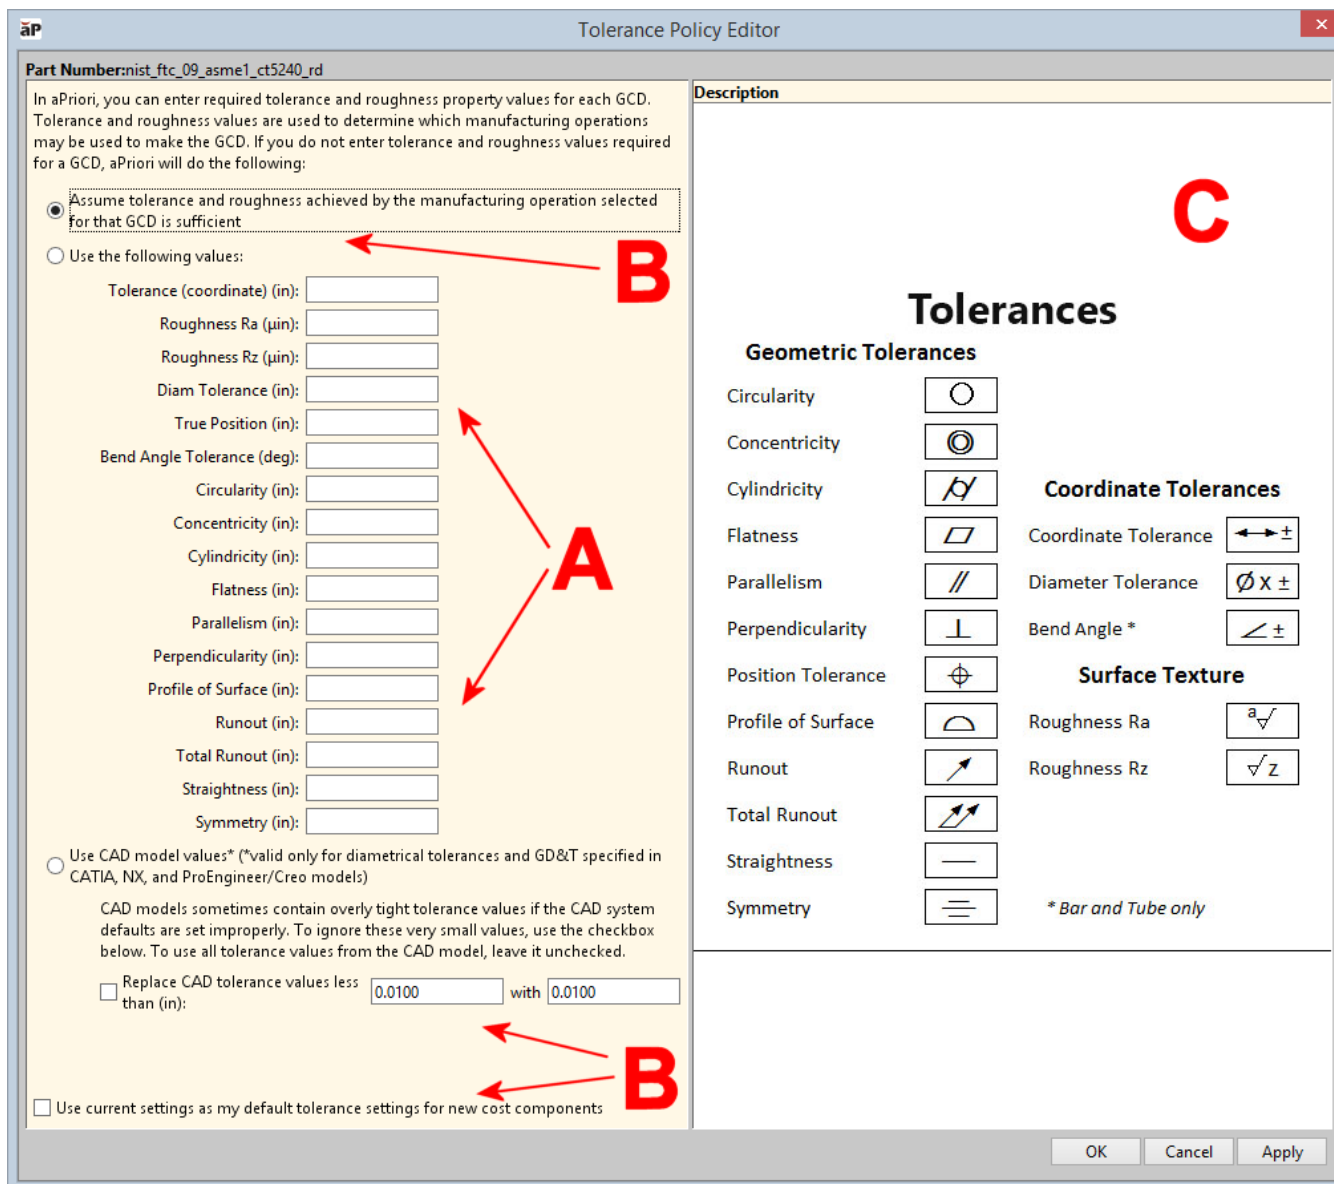 aP
Tolerance Policy Editor
x
Part Number:nist_ftc_09_asme1_ct5240_rd
In aPriori, you can enter required tolerance and roughness property values for each GCD.
Tolerance and roughness values are used to determine which manufacturing operations
may be used to make the GCD. If you do not enter tolerance and roughness values required
for a GCD, aPriori will do the following:
Assume tolerance and roughness achieved by the manufacturing operation selected
for that GCD is sufficient
B
Use the following values:
Tolerance (coordinate) (in):
Roughness Ra (µin):
Roughness Rz (µin):
Diam Tolerance (in):
True Position (in):
Bend Angle Tolerance (deg):
Circularity (in):
Concentricity (in):
Cylindricity (in):
A
Flatness (in):
Parallelism (in):
Perpendicularity (in):
Profile of Surface (in):
Runout (in):
Total Runout (in):
Straightness (in):
Symmetry (in):
Use CAD model values* (*valid only for diametrical tolerances and GD&T specified in
CATIA, NX, and ProEngineer/Creo models)
CAD models sometimes contain overly tight tolerance values if the CAD system
defaults are set improperly. To ignore these very small values, use the checkbox
below. To use all tolerance values from the CAD model, leave it unchecked.
Replace CAD tolerance values less
than (in):
0.0100 with 0.0100
B
Use current settings as my default tolerance settings for new cost components
Description
C
Tolerances
Geometric Tolerances
Circularity
Concentricity
Cylindricity
Flatness
Parallelism
Perpendicularity
Position Tolerance
Profile of Surface
Runout
Total Runout
Straightness
Symmetry
Coordinate Tolerances
Coordinate Tolerance ±
Diameter Tolerance Ø X ±
Bend Angle * ±
Surface Texture
Roughness Ra a
Roughness Rz z
* Bar and Tube only
OK Cancel Apply